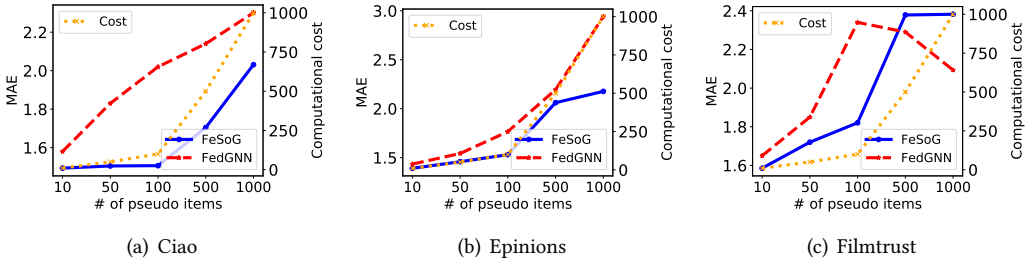 Cost
FeSoG
FedGNN
MAE
2.2
2.0
1.8
1.6
1000
750
500
250
0
Computational cost
10 50 100 500 1000
# of pseudo items
(a) Ciao
Cost
FeSoG
FedGNN
MAE
3.0
2.5
2.0
1.5
1000
750
500
250
0
Computational cost
10 50 100 500 1000
# of pseudo items
(b) Epinions
Cost
FeSoG
FedGNN
MAE
2.4
2.2
2.0
1.8
1.6
1000
750
500
250
0
Computational cost
10 50 100 500 1000
# of pseudo items
(c) Filmtrust